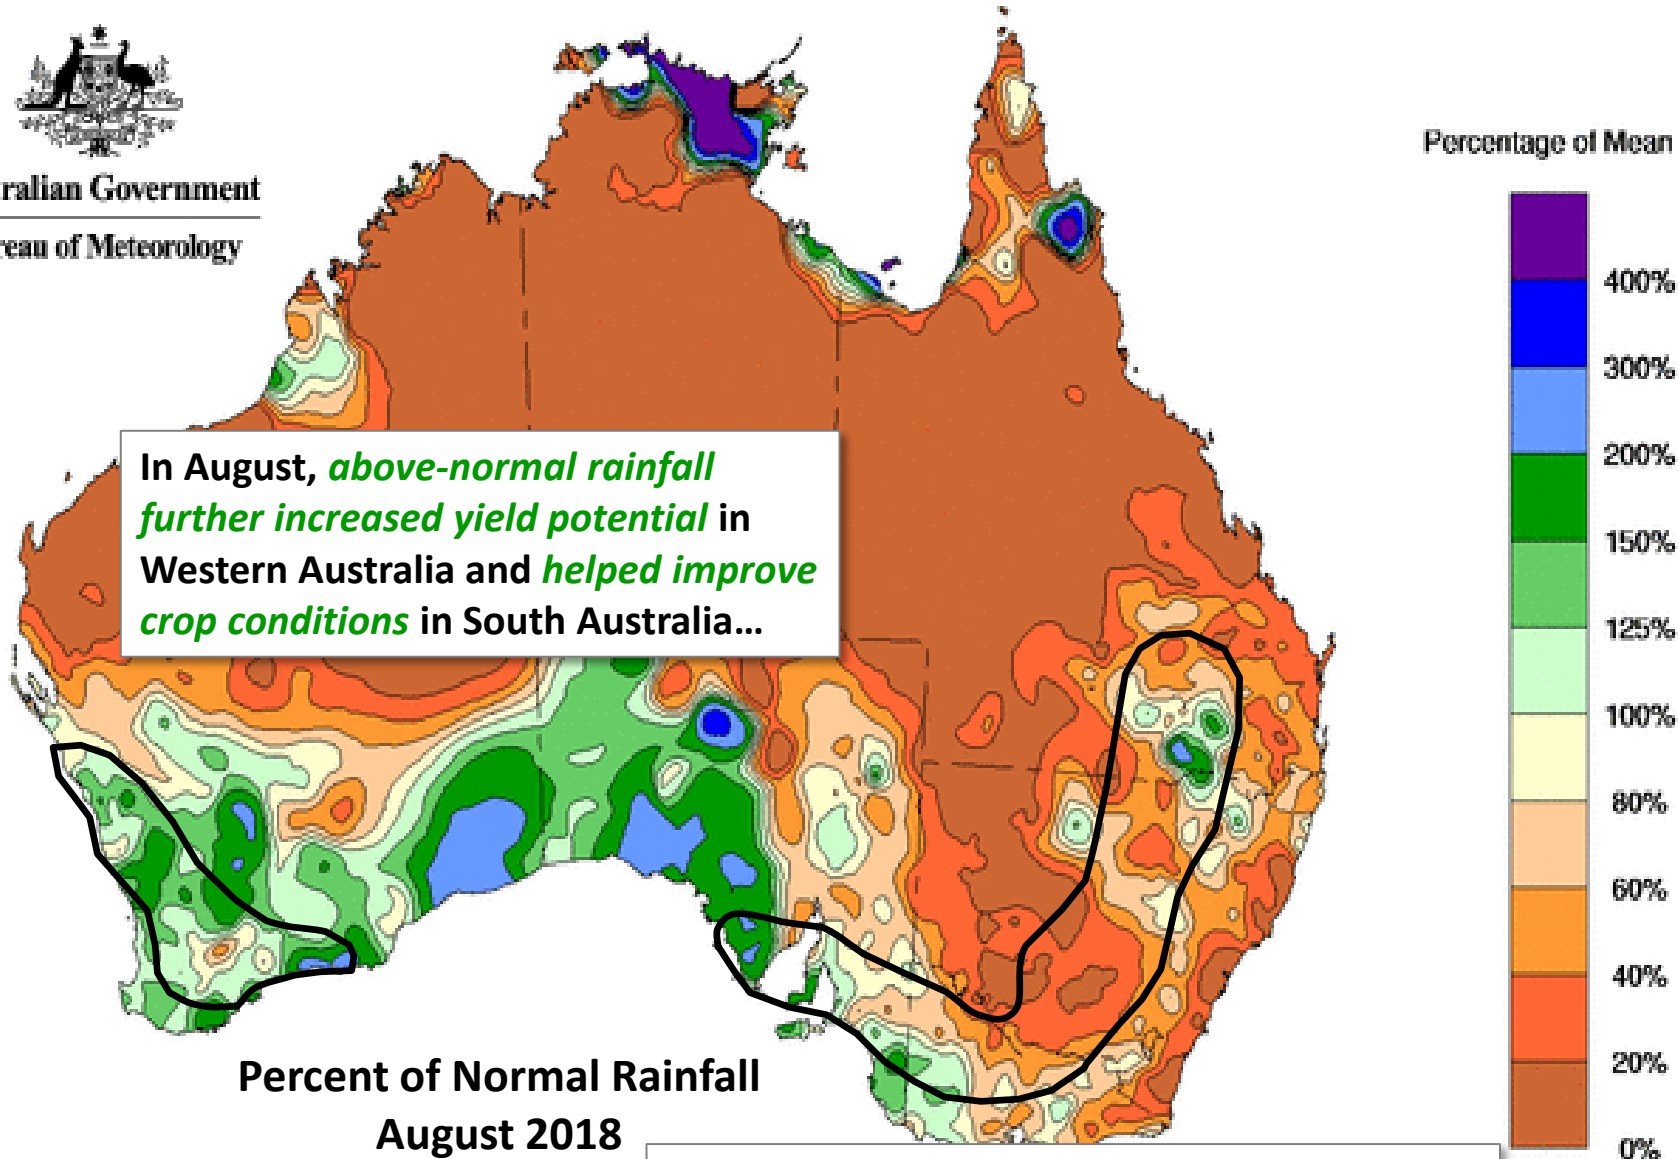 ralian Government
reau of Meteorology
Percentage of Mean
400%
300%
200%
150%
125%
100%
80%
60%
40%
20%
0%
In August, above-normal rainfall
further increased yield potential in
Western Australia and helped improve
crop conditions in South Australia…
Percent of Normal Rainfall
August 2018